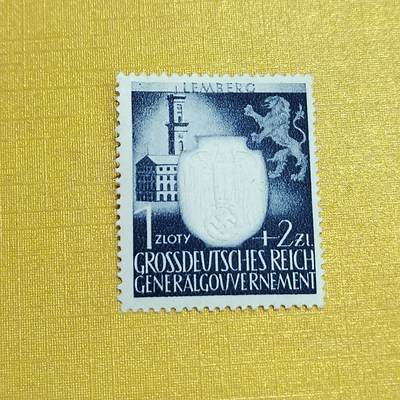 LEMBERG
1 ZLOTY +2 Zł.
GROSSDEUTSCHES REICH
GENERALGOUVERNEMENT